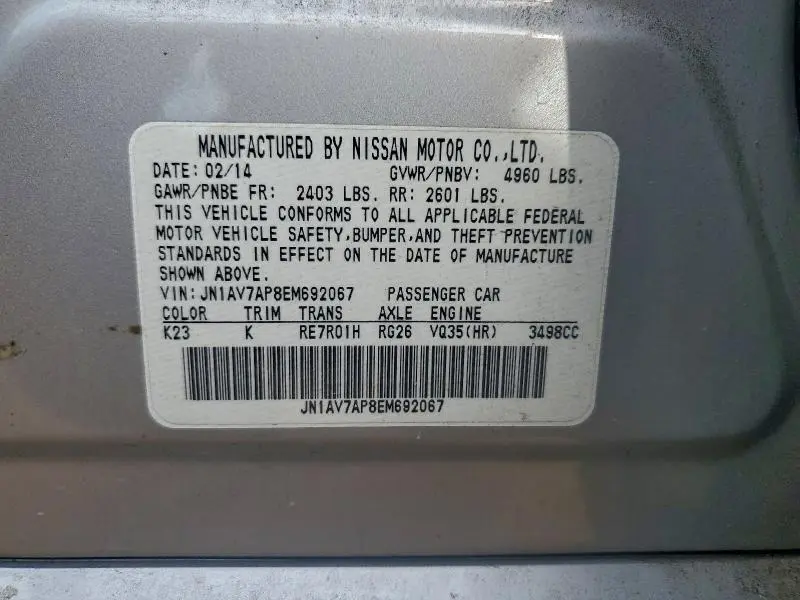 MANUFACTURED BY NISSAN MOTOR CO.,LTD.
DATE: 02/14 GVWR/PNBV: 4960 LBS.
GAWR/PNBE FR: 2403 LBS. RR: 2601 LBS.
THIS VEHICLE CONFORMS TO ALL APPLICABLE FEDERAL
MOTOR VEHICLE SAFETY,BUMPER,AND THEFT PREVENTION
STANDARDS IN EFFECT ON THE DATE OF MANUFACTURE
SHOWN ABOVE.
VIN: JN1AV7AP8EM692067 PASSENGER CAR
COLOR TRIM TRANS AXLE ENGINE
K23 K RE7R01H RG26 VQ35(HR) 3498CC
JN1AV7AP8EM692067